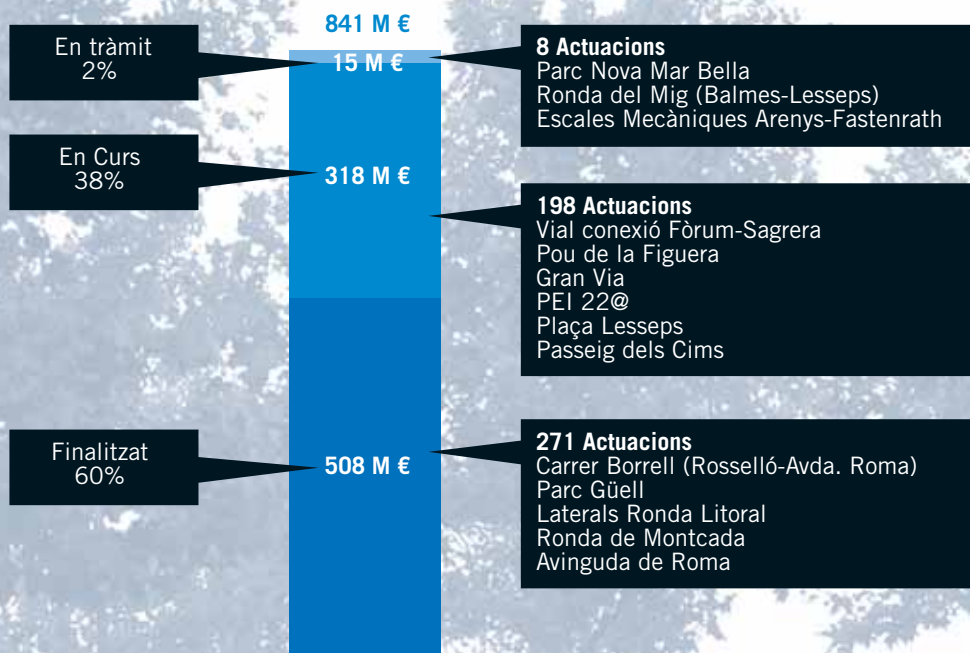 841 M €
En tràmit
2%
15 M €
8 Actuacions
Parc Nova Mar Bella
Ronda del Mig (Balmes-Lesseps)
Escales Mecàniques Arenys-Fastenrath
En Curs
38%
318 M €
198 Actuacions
Vial conexió Fòrum-Sagrera
Pou de la Figuera
Gran Via
PEI 22@
Plaça Lesseps
Passeig dels Cims
Finalitzat
60%
508 M €
271 Actuacions
Carrer Borrell (Rosselló-Avda. Roma)
Parc Güell
Laterals Ronda Litoral
Ronda de Montcada
Avinguda de Roma